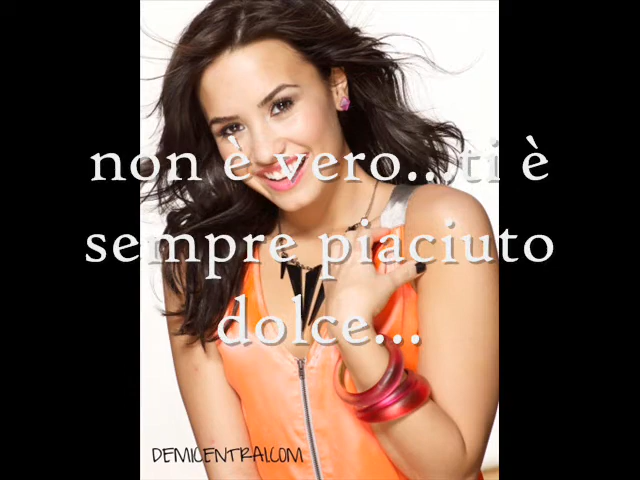 non è vero...ti è
sempre piaciuto
dolce...
DEMICENTRAL.COM